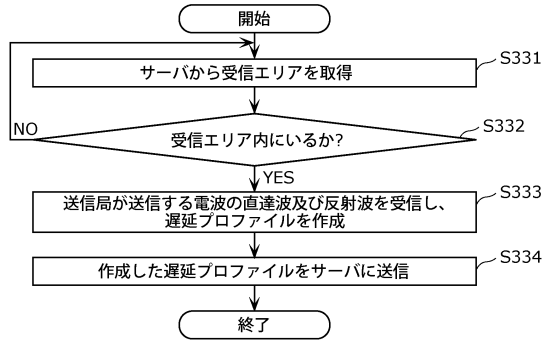 開始
サーバから受信エリアを取得
S331
受信エリア内にいるか?
S332
NO
YES
送信局が送信する電波の直達波及び反射波を受信し、
遅延プロファイルを作成
S333
作成した遅延プロファイルをサーバに送信
S334
終了